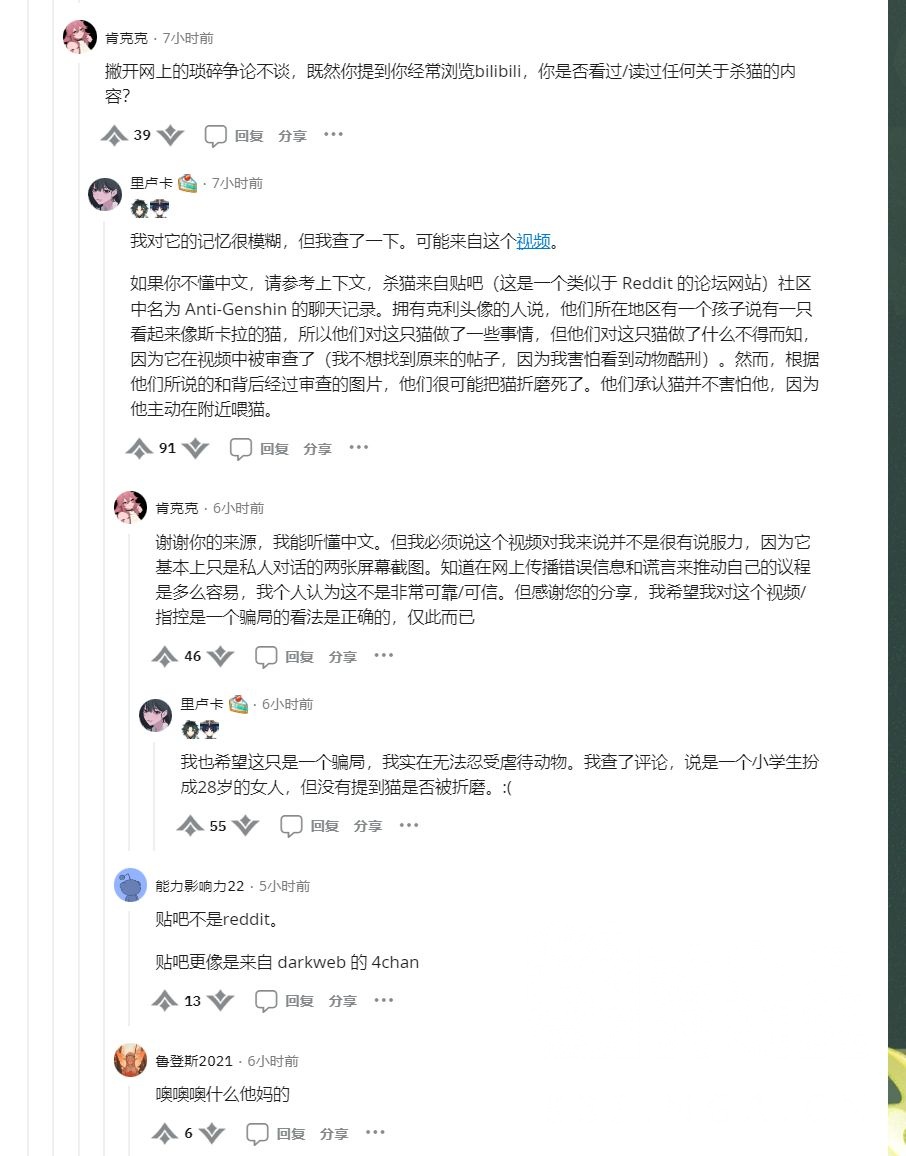 肯克克 · 7小时前
撇开网上的琐碎争论不谈，既然你提到你经常浏览bilibili，你是否看过/读过任何关于杀猫的内
容？
39 回复 分享 ···
里卢卡 · 7小时前
我对它的记忆很模糊，但我查了一下。可能来自这个视频。
如果你不懂中文，请参考上下文，杀猫来自贴吧（这是一个类似于 Reddit 的论坛网站）社区
中名为 Anti-Genshin 的聊天记录。拥有克利头像的人说，他们所在地区有一个孩子说有一只
看起来像斯卡拉的猫，所以他们对这只猫做了一些事情，但他们对这只猫做了什么不得而知，
因为它在视频中被审查了（我不想找到原来的帖子，因为我害怕看到动物酷刑）。然而，根据
他们所说的和背后经过审查的图片，他们很可能把猫折磨死了。他们承认猫并不害怕他，因为
他主动在附近喂猫。
91 回复 分享 ···
肯克克 · 6小时前
谢谢你的来源，我能听懂中文。但我必须说这个视频对我来说并不是很有说服力，因为它
基本上只是私人对话的两张屏幕截图。知道在网上传播错误信息和谎言来推动自己的议程
是多么容易，我个人认为这不是非常可靠/可信。但感谢您的分享，我希望我对这个视频/
指控是一个骗局的看法是正确的，仅此而已
46 回复 分享 ···
里卢卡 · 6小时前
我也希望这只是一个骗局，我实在无法忍受虐待动物。我查了评论，说是一个小学生扮
成28岁的女人，但没有提到猫是否被折磨。:(
55 回复 分享 ···
能力影响力22 · 5小时前
贴吧不是reddit。
贴吧更像是来自 darkweb 的 4chan
13 回复 分享 ···
鲁登斯2021 · 6小时前
噢噢噢什么他妈的
6 回复 分享 ···